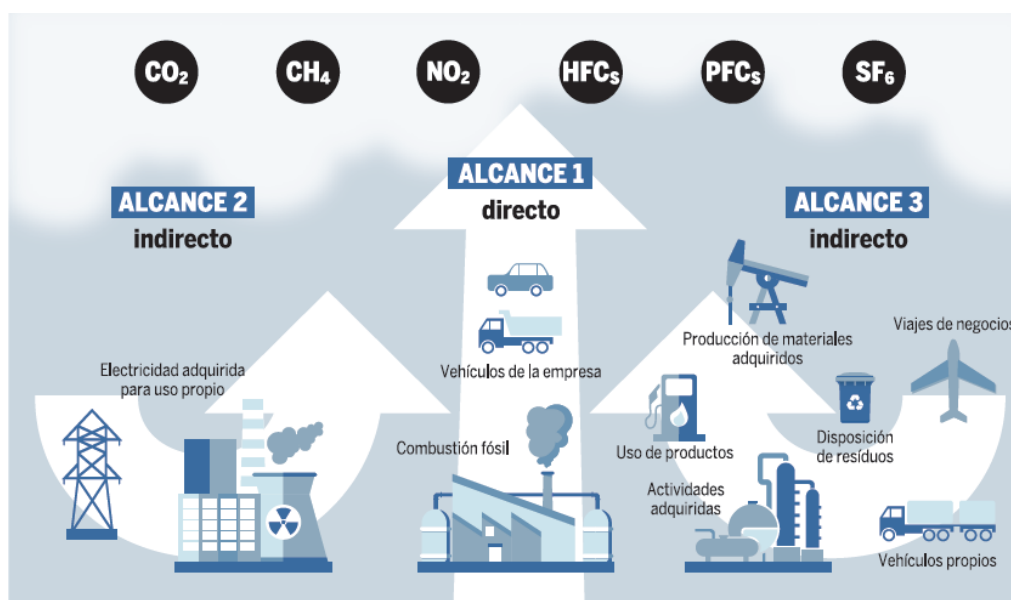 CO₂
CH₄
NO₂
HFCs
PFCs
SF₆
ALCANCE 2
indirecto
ALCANCE 1
directo
ALCANCE 3
indirecto
Electricidad adquirida
para uso propio
Vehículos de la empresa
Combustión fósil
Producción de materiales
adquiridos
Viajes de negocios
Uso de productos
Disposición
de resíduos
Actividades
adquiridas
Vehículos propios